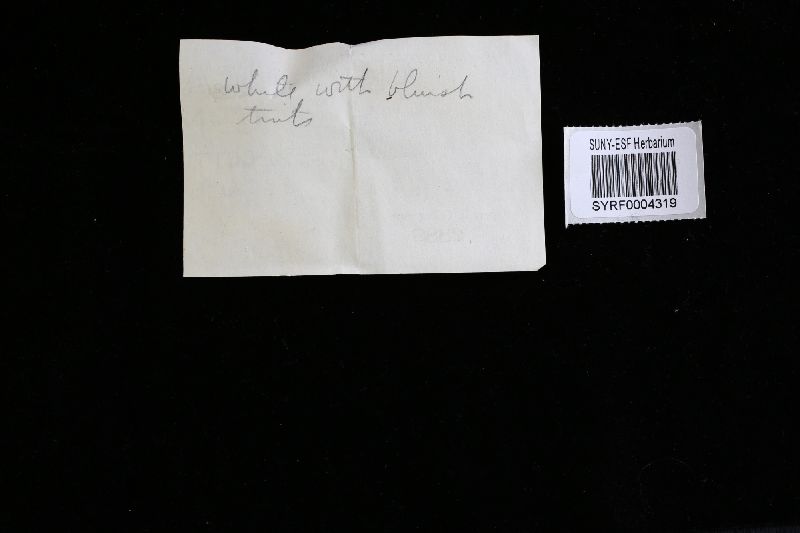 white with bluish
tints
SUNY-ESF Herbarium
SYRF0004319